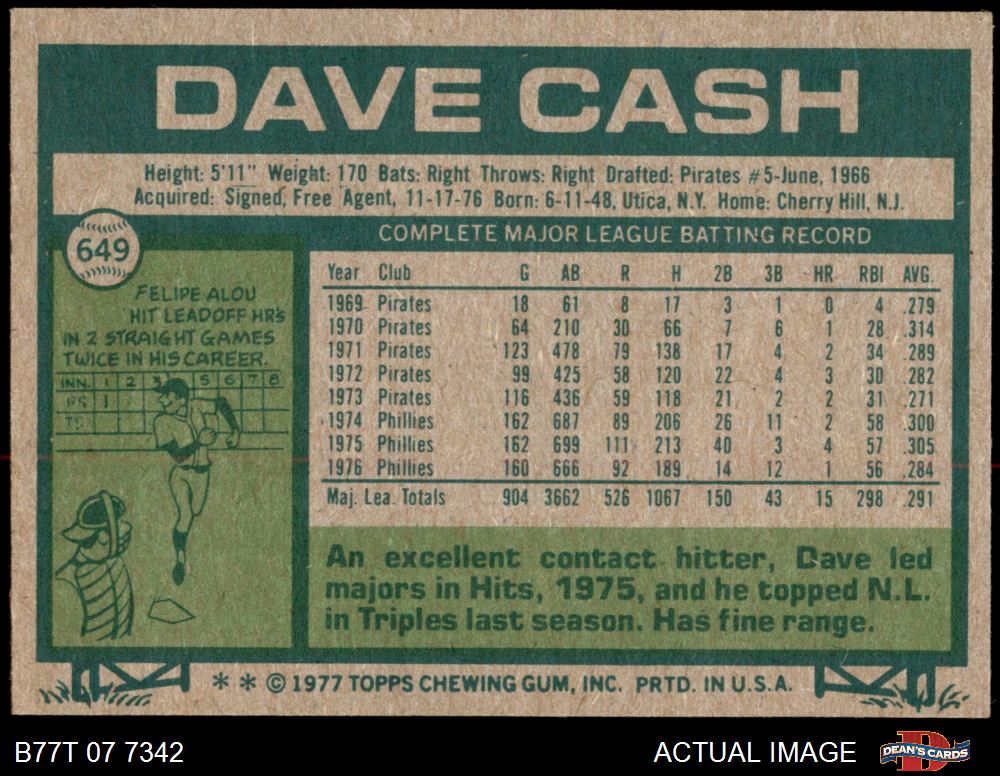 DAVE CASH
Height: 5'11" Weight: 170 Bats: Right Throws: Right Drafted: Pirates #5-June, 1966
Acquired: Signed, Free Agent, 11-17-76 Born: 6-11-48, Utica, N.Y. Home: Cherry Hill, N.J.
649
COMPLETE MAJOR LEAGUE BATTING RECORD
FELIPE ALOU
HIT LEADOFF HR's
IN 2 STRAIGHT GAMES
TWICE IN HIS CAREER.
INN. 1 2 3 5 6 7 8
Year Club G AB R H 2B 3B HR RBI AVG.
1969 Pirates 18 61 8 17 3 1 0 4 .279
1970 Pirates 64 210 30 66 7 6 1 28 .314
1971 Pirates 123 478 79 138 17 4 2 34 .289
1972 Pirates 99 425 58 120 22 4 3 30 .282
1973 Pirates 116 436 59 118 21 2 2 31 .271
1974 Phillies 162 687 89 206 26 11 2 58 .300
1975 Phillies 162 699 111 213 40 3 4 57 .305
1976 Phillies 160 666 92 189 14 12 1 56 .284
Maj. Lea. Totals 904 3662 526 1067 150 43 15 298 .291
An excellent contact hitter, Dave led
majors in Hits, 1975, and he topped N.L.
in Triples last season. Has fine range.
** © 1977 TOPPS CHEWING GUM, INC. PRTD. IN U.S.A.
B77T 07 7342
ACTUAL IMAGE
DEAN'S CARDS